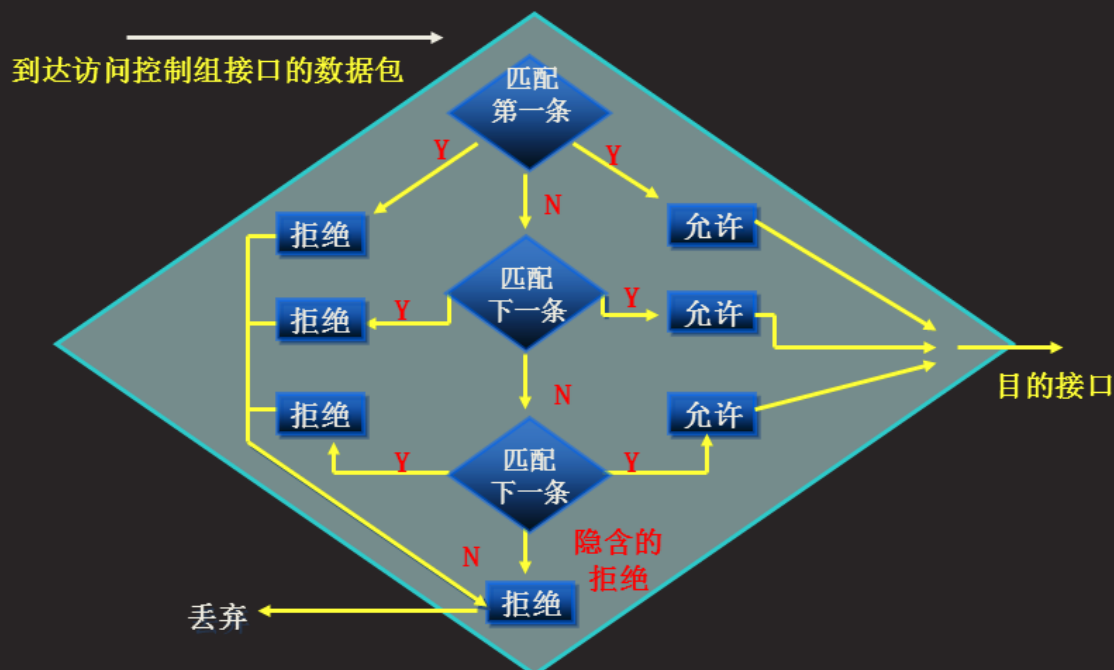 到达访问控制组接口的数据包
匹配
第一条
Y
Y
N
拒绝
允许
匹配
下一条
Y
Y
拒绝
允许
目的接口
N
拒绝
允许
匹配
下一条
Y
Y
N
隐含的
拒绝
拒绝
丢弃